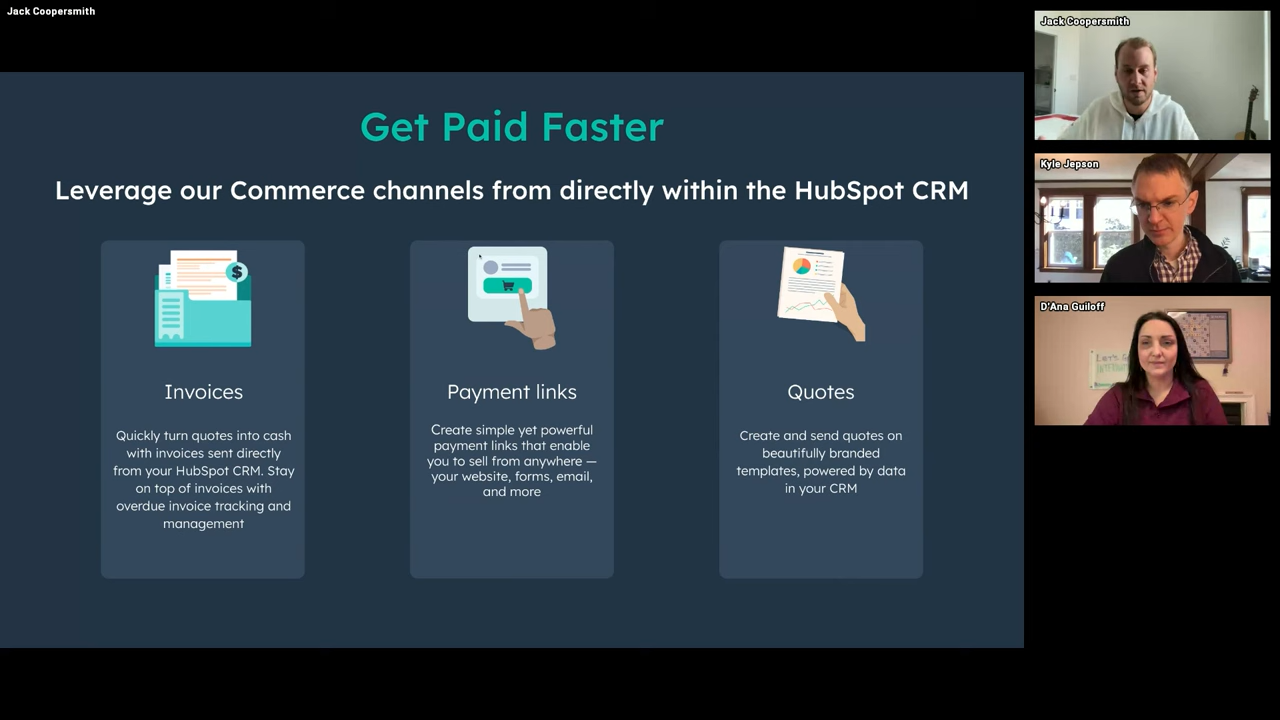 Jack Coopersmith
Get Paid Faster
Leverage our Commerce channels from directly within the HubSpot CRM
$
Invoices
Quickly turn quotes into cash
with invoices sent directly
from your HubSpot CRM. Stay
on top of invoices with
overdue invoice tracking and
management
Payment links
Create simple yet powerful
payment links that enable
you to sell from anywhere —
your website, forms, email,
and more
Quotes
Create and send quotes on
beautifully branded
templates, powered by data
in your CRM
Jack Coopersmith
Kyle Jepson
D'Ana Guiloff